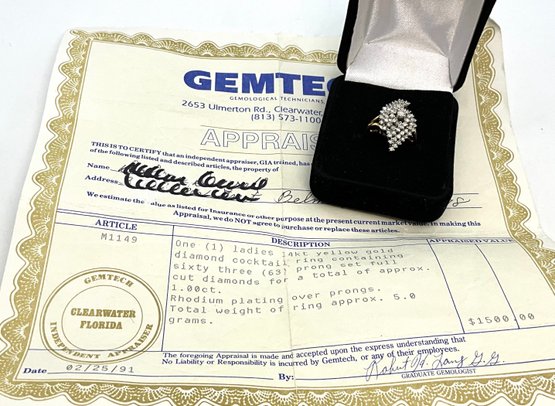 GEMTECH
GEMOLOGICAL TECHNICIANS
2653 Ulmerton Rd., Clearwater,
(813) 573-1100
APPRAIS
THIS IS TO CERTIFY that an independent appraiser, GIA trained, has
of the following listed and described articles, the property of
Name
Address
We estimate the value as listed for Insurance or other purpose at the present current market value. In making this
Appraisal, we do NOT agree to purchase or replace these articles.
ARTICLE DESCRIPTION APPRAISED VALUE
M1149 One (1) ladies 14kt yellow gold
diamond cocktail ring containing
sixty three (63) prong set full
cut diamonds for a total of approx.
1.00ct.
Rhodium plating over prongs.
Total weight of ring approx. 5.0
grams. $1500.00
GEMTECH
CLEARWATER
FLORIDA
INDEPENDENT APPRAISER
The foregoing Appraisal is made and accepted upon the express understanding that
No Liability or Responsibility is incurred by Gemtech, or any of their employees.
Date 02/25/91 By: Robert G.G.
GRADUATE GEMOLOGIST